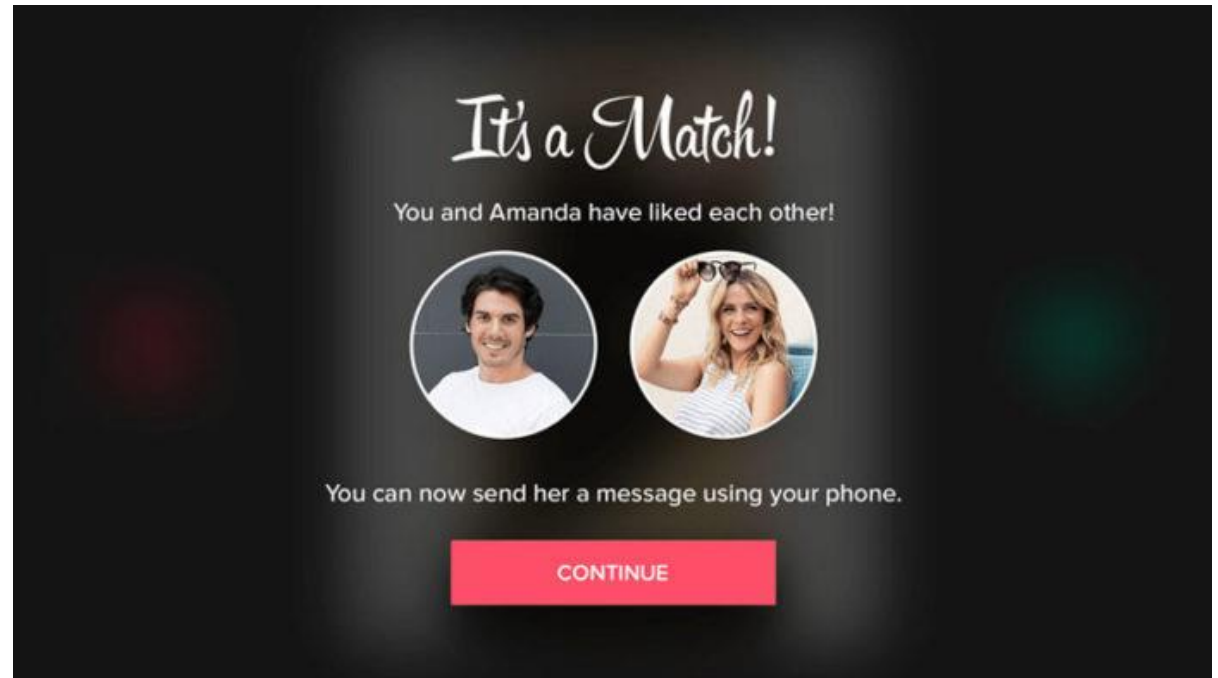 It's a Match!
You and Amanda have liked each other!
You can now send her a message using your phone.
CONTINUE